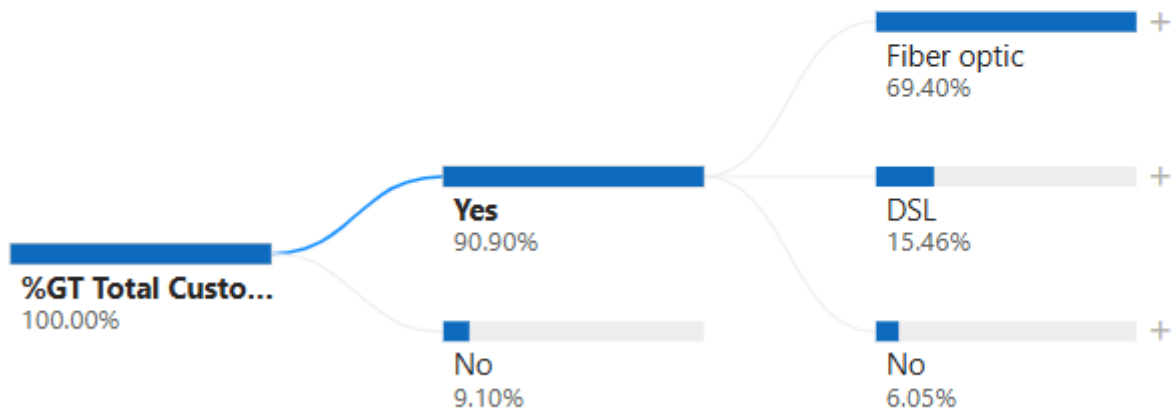 %GT Total Custo...
100.00%
Yes
90.90%
No
9.10%
Fiber optic
69.40%
DSL
15.46%
No
6.05%